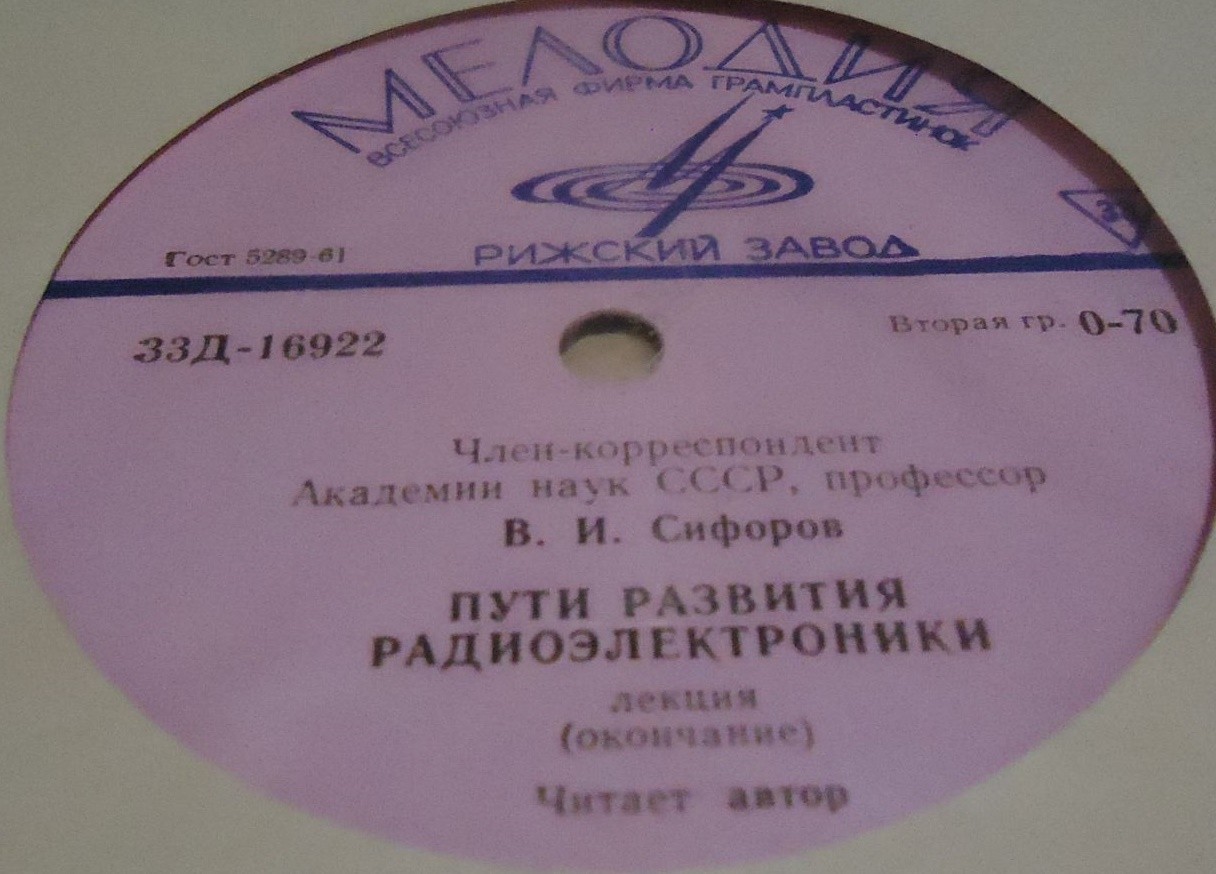 МЕЛОДИЯ
ВСЕСОЮЗНАЯ ФИРМА ГРАМПЛАСТИНОК
Гост 5289-61
РИЖСКИЙ ЗАВОД
33Д-16922
Вторая гр. 0-70
Член-корреспондент
Академии наук СССР, профессор
В. И. Сифоров
ПУТИ РАЗВИТИЯ
РАДИОЭЛЕКТРОНИКИ
лекция
(окончание)
Читает автор